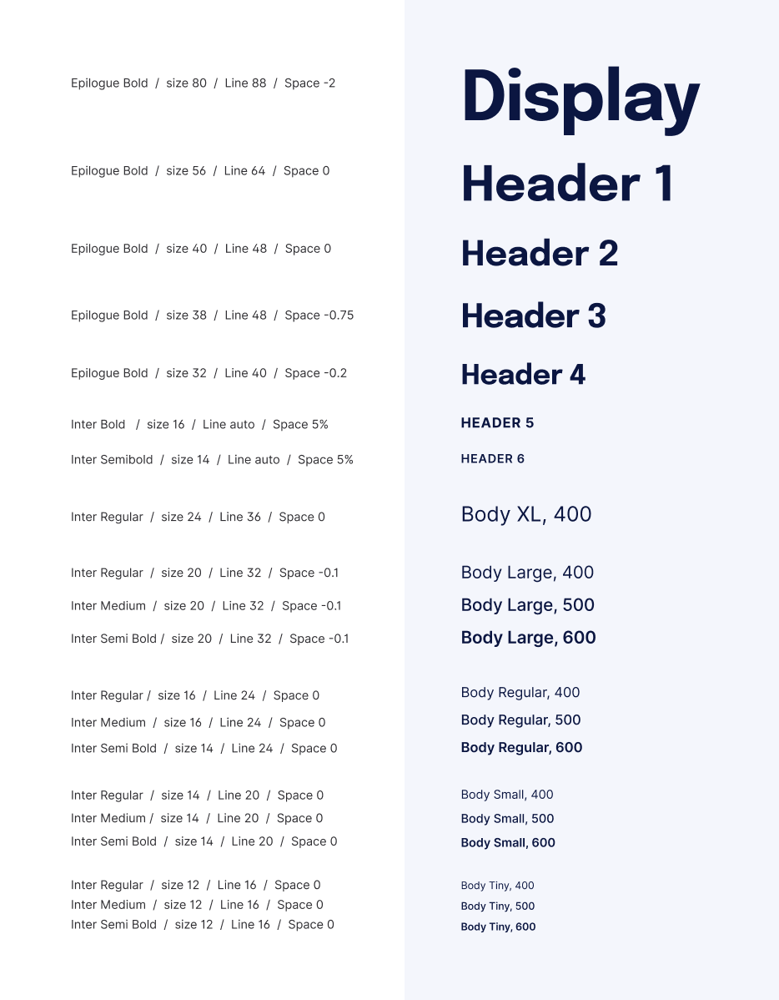 Epilogue Bold / size 80 / Line 88 / Space -2
Display
Epilogue Bold / size 56 / Line 64 / Space 0
Header 1
Epilogue Bold / size 40 / Line 48 / Space 0
Header 2
Epilogue Bold / size 38 / Line 48 / Space -0.75
Header 3
Epilogue Bold / size 32 / Line 40 / Space -0.2
Header 4
Inter Bold / size 16 / Line auto / Space 5%
HEADER 5
Inter Semibold / size 14 / Line auto / Space 5%
HEADER 6
Inter Regular / size 24 / Line 36 / Space 0
Body XL, 400
Inter Regular / size 20 / Line 32 / Space -0.1
Body Large, 400
Inter Medium / size 20 / Line 32 / Space -0.1
Body Large, 500
Inter Semi Bold / size 20 / Line 32 / Space -0.1
Body Large, 600
Inter Regular / size 16 / Line 24 / Space 0
Body Regular, 400
Inter Medium / size 16 / Line 24 / Space 0
Body Regular, 500
Inter Semi Bold / size 14 / Line 24 / Space 0
Body Regular, 600
Inter Regular / size 14 / Line 20 / Space 0
Body Small, 400
Inter Medium / size 14 / Line 20 / Space 0
Body Small, 500
Inter Semi Bold / size 14 / Line 20 / Space 0
Body Small, 600
Inter Regular / size 12 / Line 16 / Space 0
Body Tiny, 400
Inter Medium / size 12 / Line 16 / Space 0
Body Tiny, 500
Inter Semi Bold / size 12 / Line 16 / Space 0
Body Tiny, 600